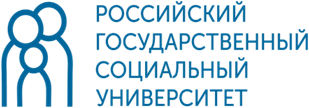 РОССИЙСКИЙ
ГОСУДАРСТВЕННЫЙ
СОЦИАЛЬНЫЙ
УНИВЕРСИТЕТ